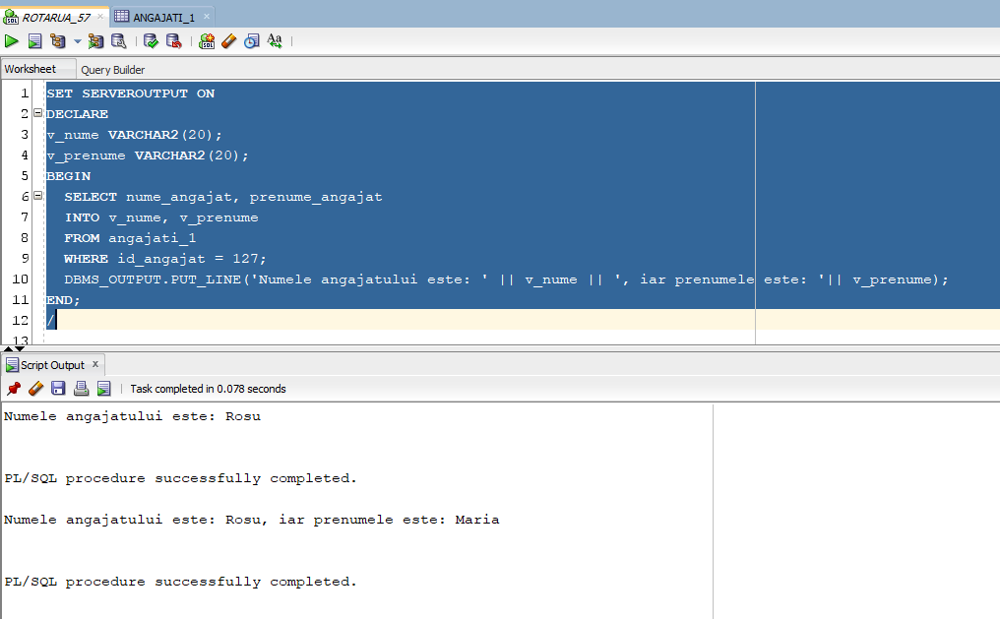 ROTARUA_57 ANGAJATI_1
Worksheet Query Builder
1 SET SERVEROUTPUT ON
2 DECLARE
3 v_nume VARCHAR2(20);
4 v_prenume VARCHAR2(20);
5 BEGIN
6 SELECT nume_angajat, prenume_angajat
7 INTO v_nume, v_prenume
8 FROM angajati_1
9 WHERE id_angajat = 127;
10 DBMS_OUTPUT.PUT_LINE('Numele angajatului este: ' || v_nume || ', iar prenumele este: '|| v_prenume);
11 END;
12 /
13
Script Output x
Task completed in 0.078 seconds
Numele angajatului este: Rosu
PL/SQL procedure successfully completed.
Numele angajatului este: Rosu, iar prenumele este: Maria
PL/SQL procedure successfully completed.